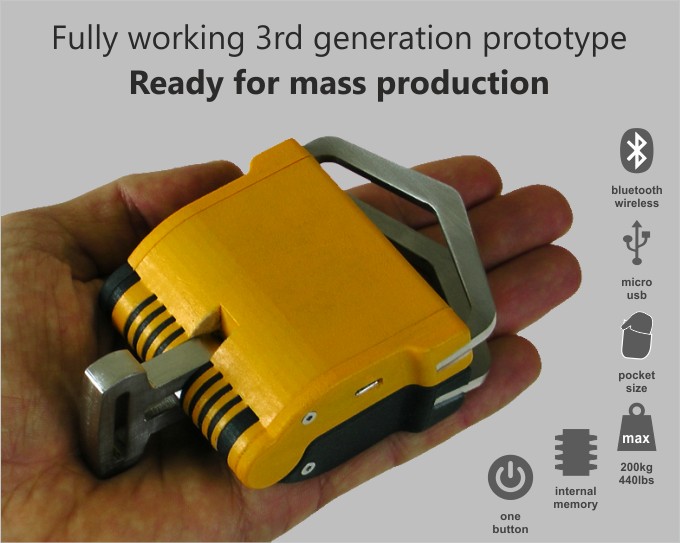 Fully working 3rd generation prototype
Ready for mass production
bluetooth
wireless
micro
usb
pocket
size
max
200kg
440lbs
internal
memory
one
button